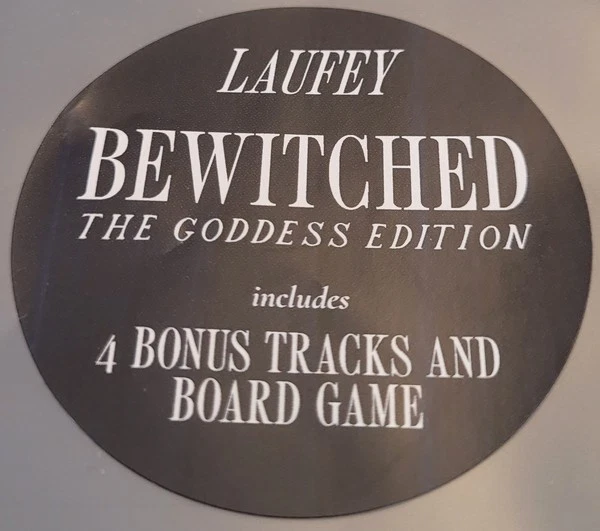 LAUFEY
BEWITCHED
THE GODDESS EDITION
includes
4 BONUS TRACKS AND
BOARD GAME